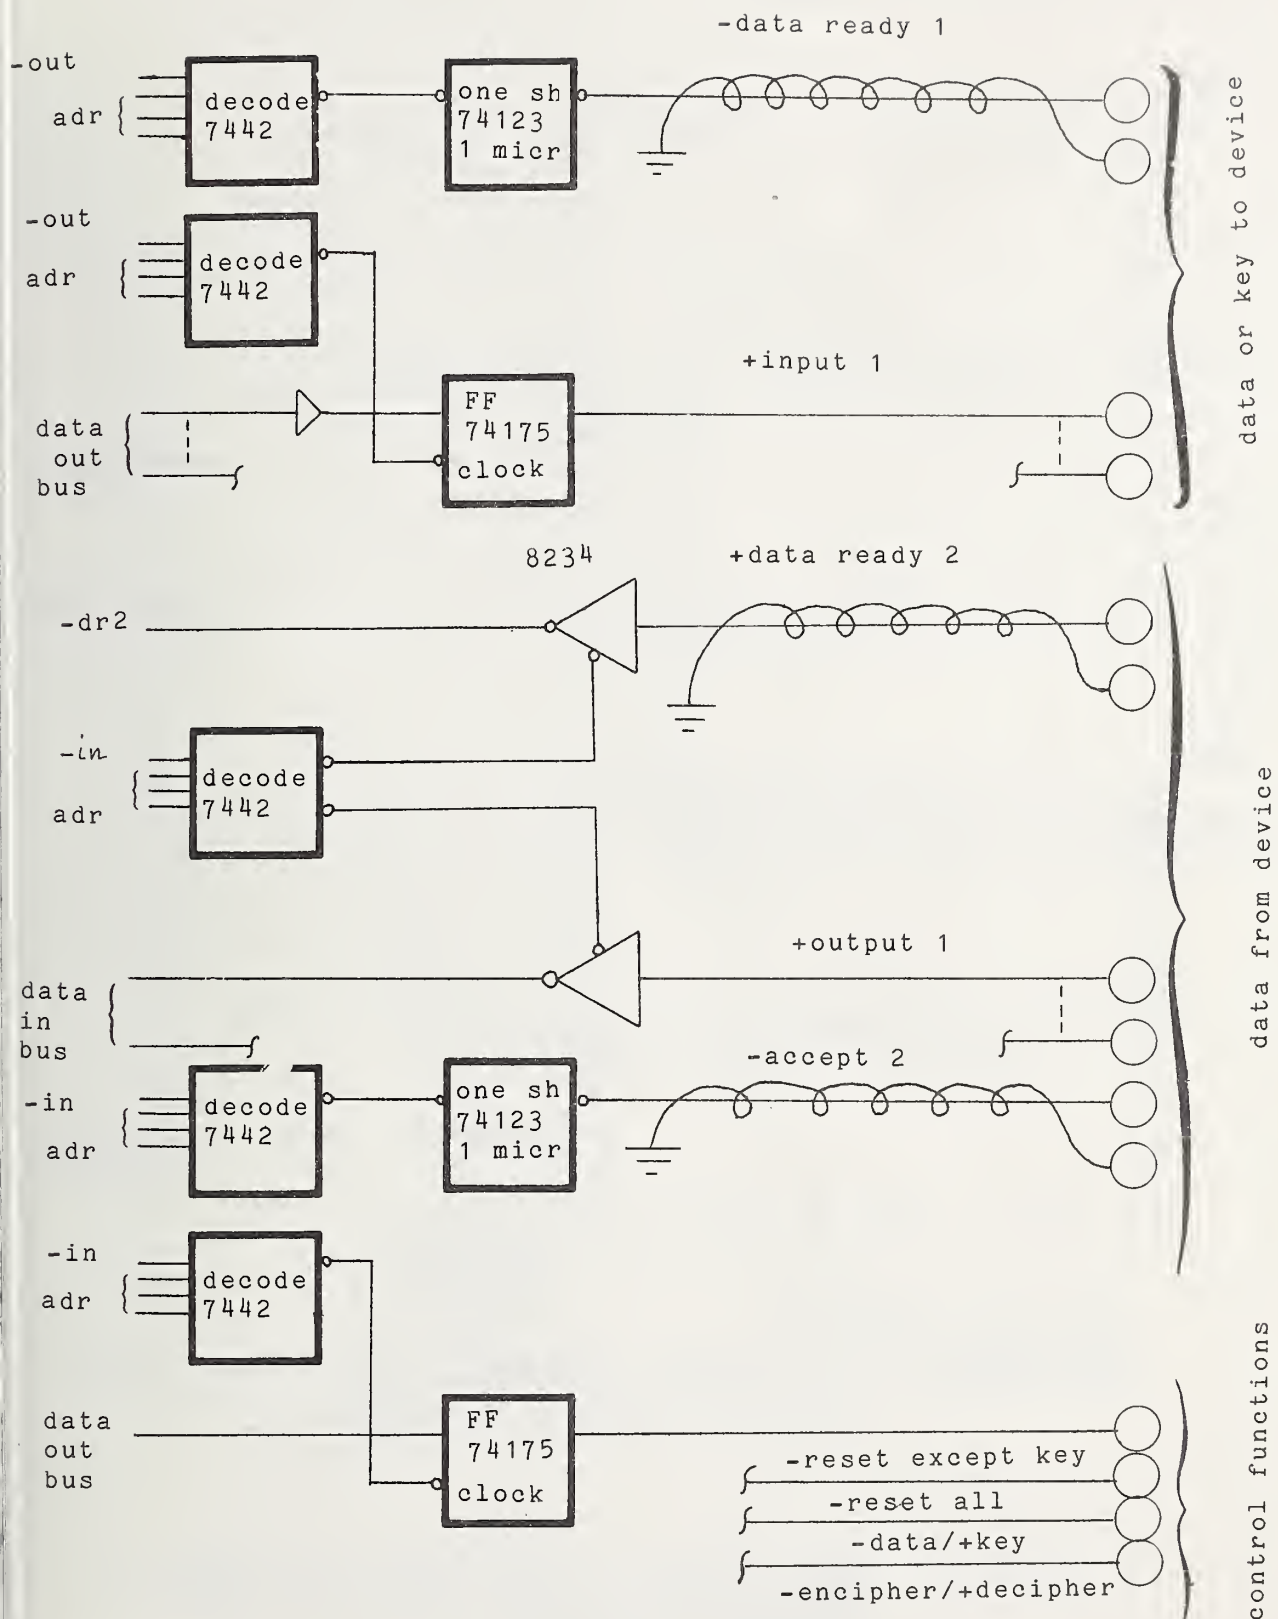 -data ready 1
-out
adr
decode
7442
one sh
74123
1 micr
data or key to device
-out
adr
decode
7442
+input 1
data
out
bus
FF
74175
clock
8234
+data ready 2
-dr2
-in
adr
decode
7442
data from device
+output 1
data
in
bus
-accept 2
-in
adr
decode
7442
one sh
74123
1 micr
-in
adr
decode
7442
data
out
bus
FF
74175
clock
-reset except key
-reset all
-data/+key
-encipher/+decipher
control functions